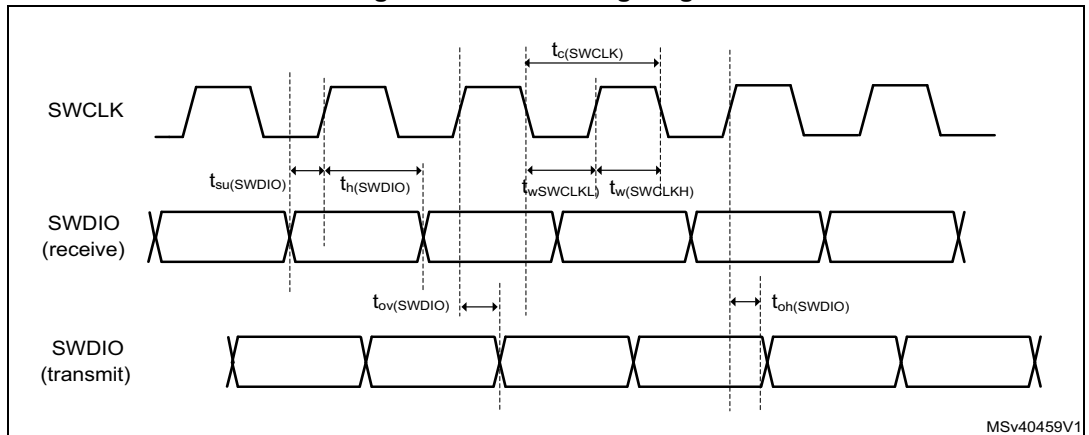 tc(SWCLK)
SWCLK
tsu(SWDIO)
th(SWDIO)
twSWCLKL)
tw(SWCLKH)
SWDIO
(receive)
tov(SWDIO)
toh(SWDIO)
SWDIO
(transmit)
MSv40459V1